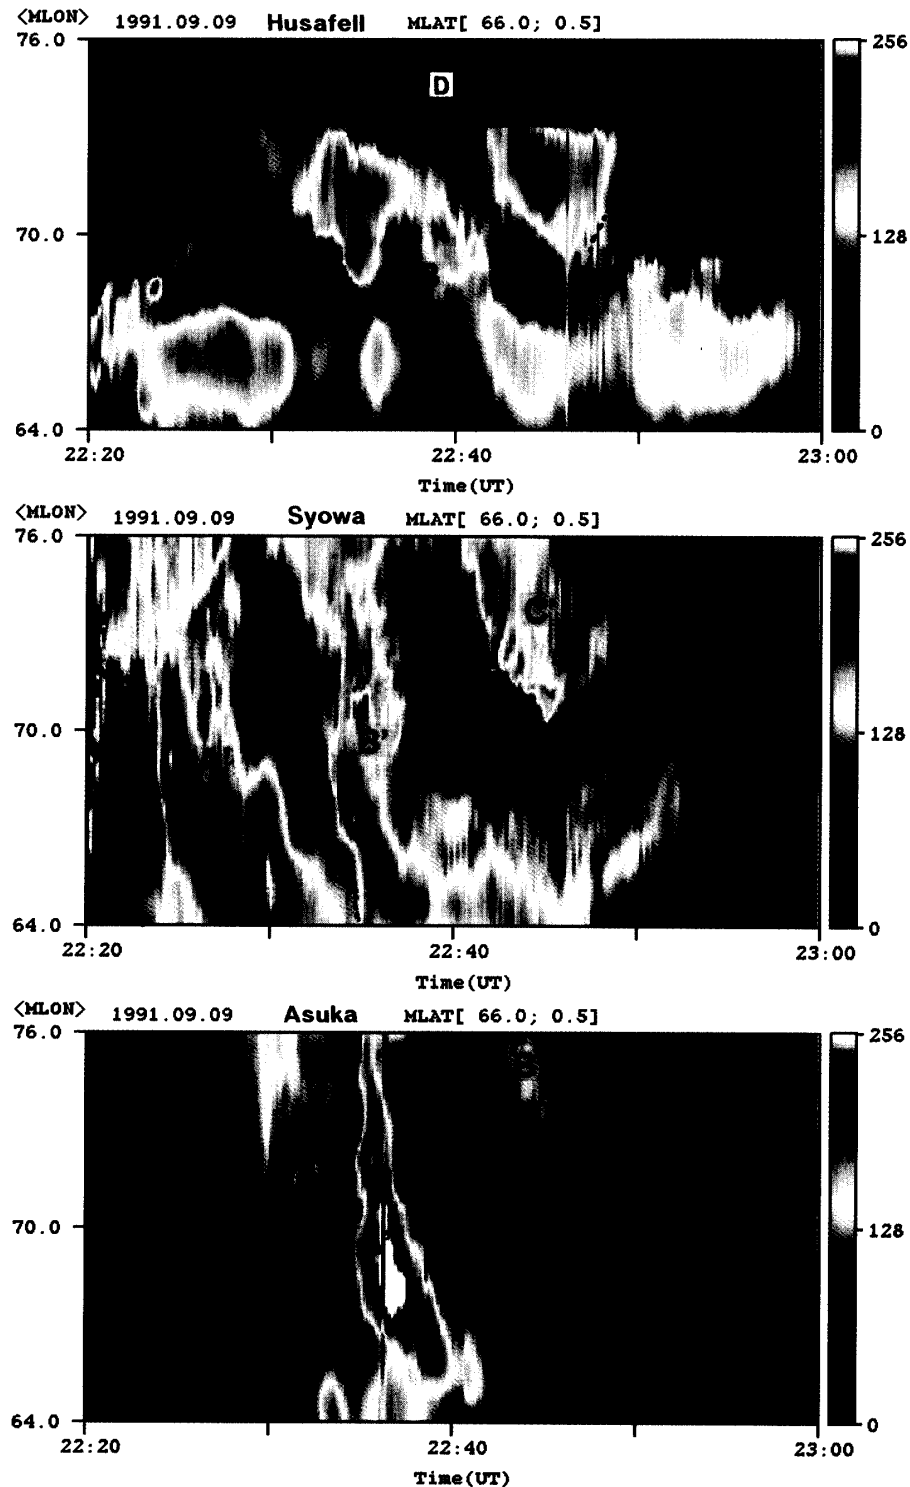 <MLON> 1991.09.09 Husafell MLAT[ 66.0; 0.5]
76.0
256
D
70.0
128
64.0
0
22:20 22:40 23:00
Time(UT)
<MLON> 1991.09.09 Syowa MLAT[ 66.0; 0.5]
76.0
256
70.0
B'
128
64.0
0
22:20 22:40 23:00
Time(UT)
<MLON> 1991.09.09 Asuka MLAT[ 66.0; 0.5]
76.0
256
70.0
128
64.0
0
22:20 22:40 23:00
Time(UT)